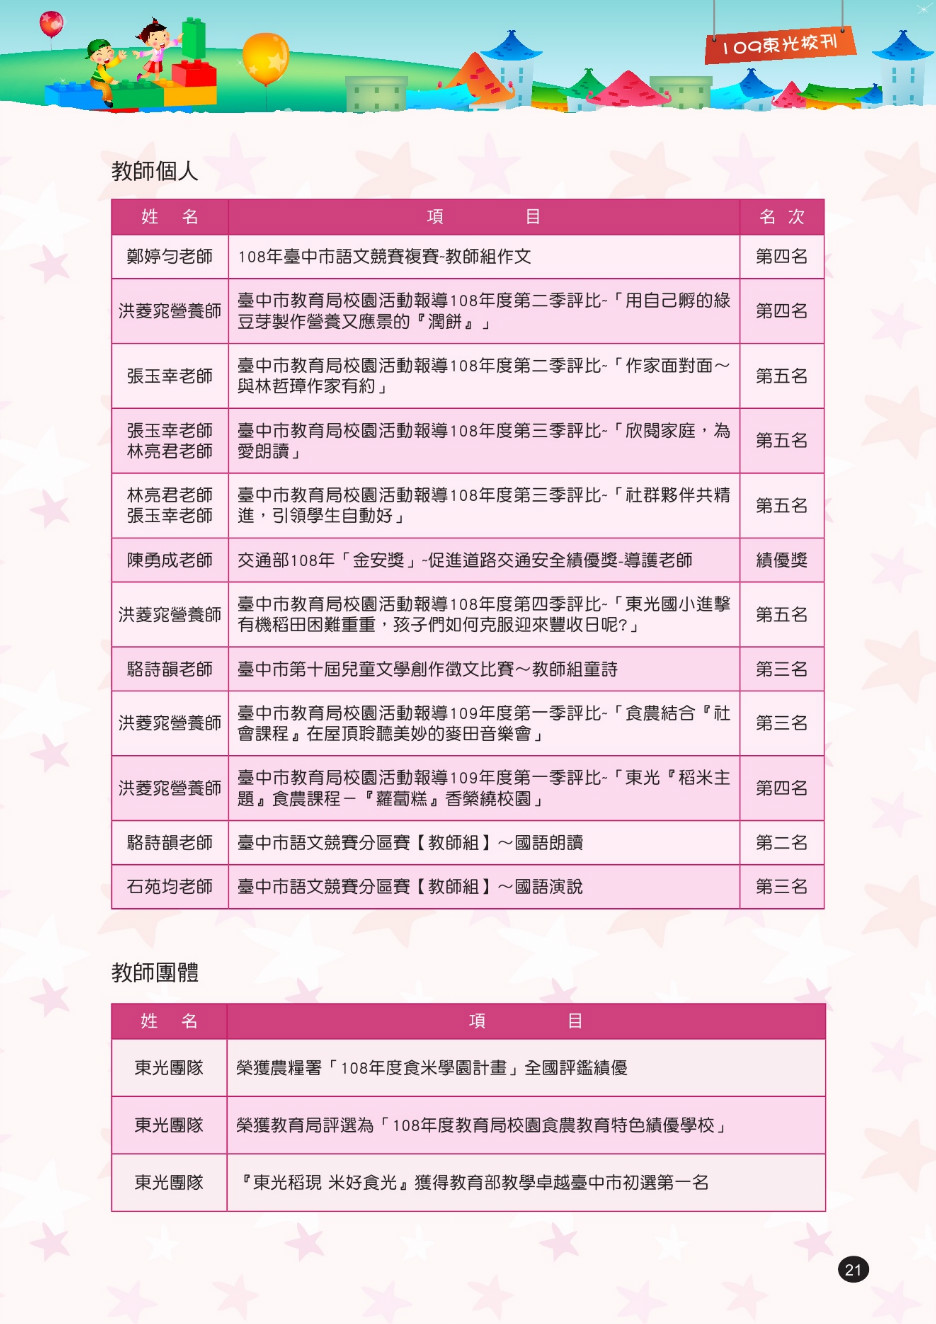 109東光校刊
教師個人
姓 名 項 目 名 次
鄭婷勻老師 108年臺中市語文競賽複賽-教師組作文 第四名
洪菱窕營養師 臺中市教育局校園活動報導108年度第二季評比-「用自己孵的綠
豆芽製作營養又應景的『潤餅』」 第四名
張玉幸老師 臺中市教育局校園活動報導108年度第二季評比-「作家面對面～
與林哲璋作家有約」 第五名
張玉幸老師 臺中市教育局校園活動報導108年度第三季評比-「欣閱家庭，為
林亮君老師 愛朗讀」 第五名
林亮君老師 臺中市教育局校園活動報導108年度第三季評比-「社群夥伴共精
張玉幸老師 進，引領學生自動好」 第五名
陳勇成老師 交通部108年「金安獎」-促進道路交通安全績優獎-導護老師 績優獎
洪菱窕營養師 臺中市教育局校園活動報導108年度第四季評比-「東光國小進擊
有機稻田困難重重，孩子們如何克服迎來豐收日呢?」 第五名
駱詩韻老師 臺中市第十屆兒童文學創作徵文比賽～教師組童詩 第三名
洪菱窕營養師 臺中市教育局校園活動報導109年度第一季評比-「食農結合『社
會課程』在屋頂聆聽美妙的麥田音樂會」 第三名
洪菱窕營養師 臺中市教育局校園活動報導109年度第一季評比-「東光『稻米主
題』食農課程－『蘿蔔糕』香縈繞校園」 第四名
駱詩韻老師 臺中市語文競賽分區賽【教師組】～國語朗讀 第二名
石苑均老師 臺中市語文競賽分區賽【教師組】～國語演說 第三名
教師團體
姓 名 項 目
東光團隊 榮獲農糧署「108年度食米學園計畫」全國評鑑績優
東光團隊 榮獲教育局評選為「108年度教育局校園食農教育特色績優學校」
東光團隊 『東光稻現 米好食光』獲得教育部教學卓越臺中市初選第一名
21